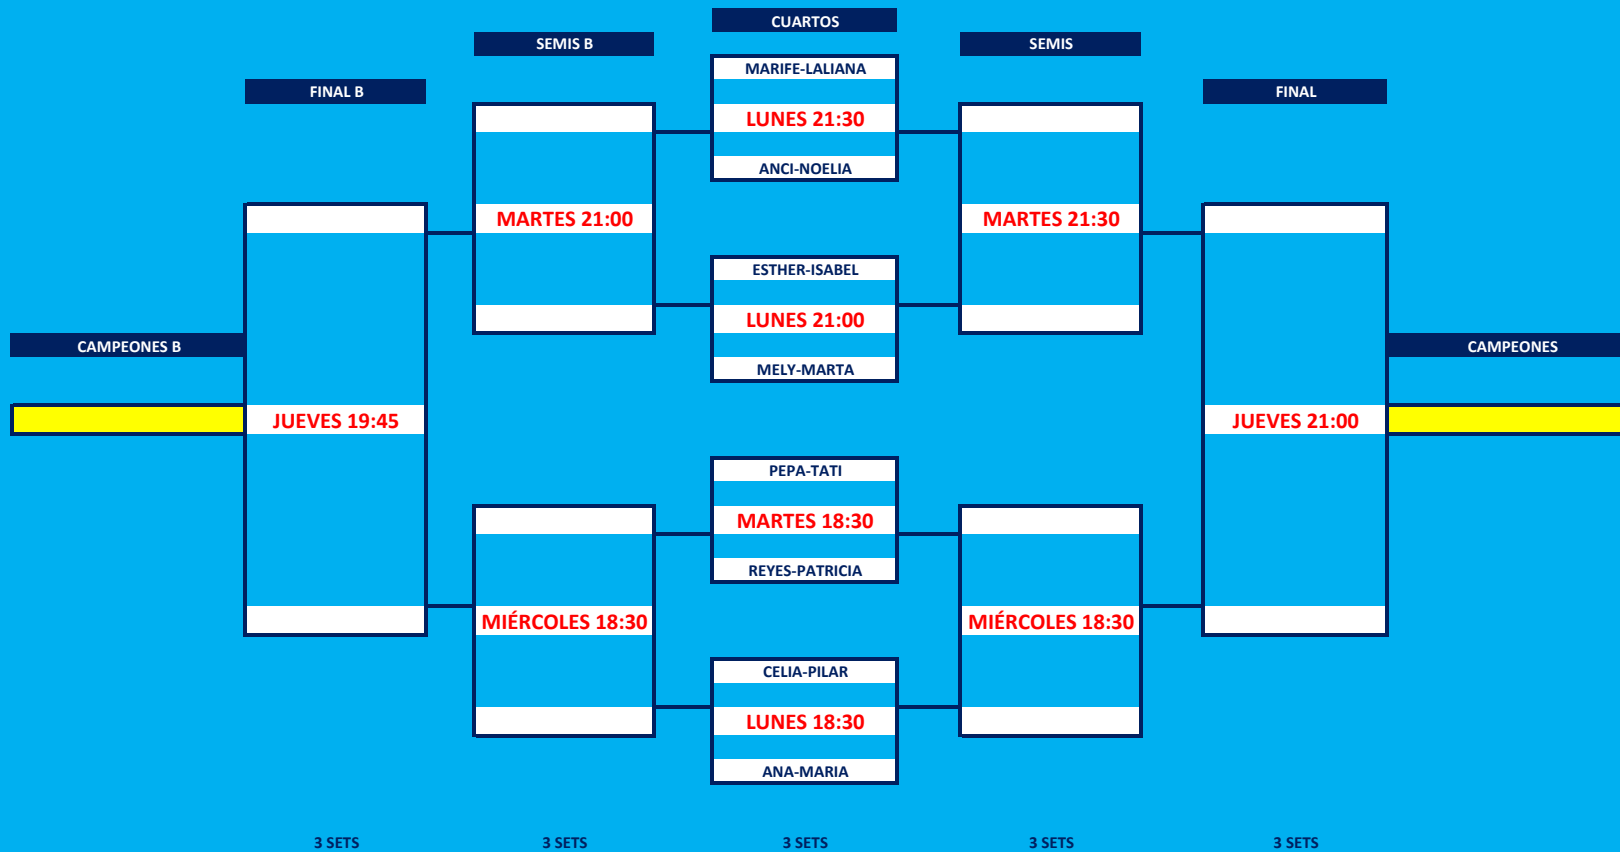 CUARTOS
SEMIS B
SEMIS
MARIFE-LALIANA
FINAL B
FINAL
LUNES 21:30
ANCI-NOELIA
MARTES 21:00
MARTES 21:30
ESTHER-ISABEL
LUNES 21:00
CAMPEONES B
CAMPEONES
MELY-MARTA
JUEVES 19:45
JUEVES 21:00
PEPA-TATI
MARTES 18:30
REYES-PATRICIA
MIÉRCOLES 18:30
MIÉRCOLES 18:30
CELIA-PILAR
LUNES 18:30
ANA-MARIA
3 SETS
3 SETS
3 SETS
3 SETS
3 SETS